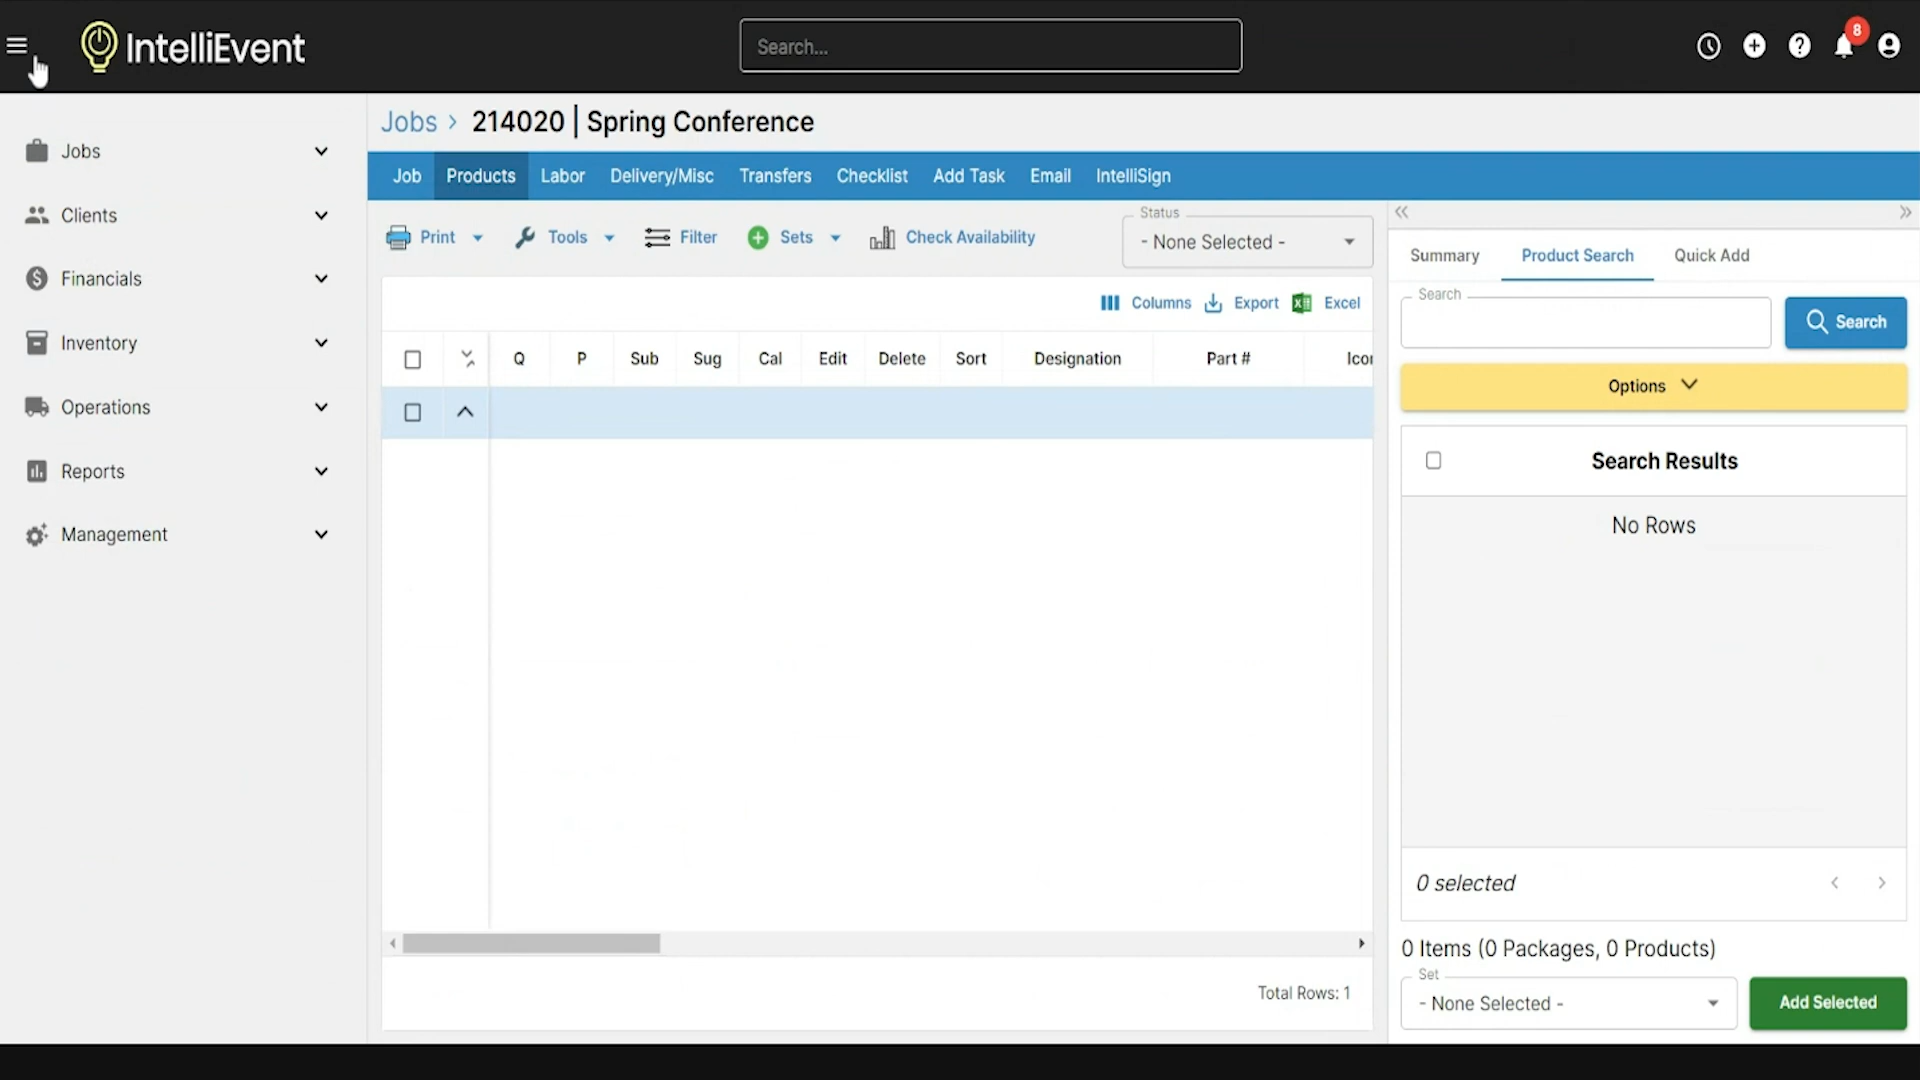 IntelliEvent
Search...
8
Jobs
Clients
Financials
Inventory
Operations
Reports
Management
Jobs > 214020 | Spring Conference
Job Products Labor Delivery/Misc Transfers Checklist Add Task Email IntelliSign
Print Tools Filter Sets Check Availability
Status
- None Selected -
Columns Export Excel
Q P Sub Sug Cal Edit Delete Sort Designation Part # Icon
Total Rows: 1
Summary Product Search Quick Add
Search
Search
Options
Search Results
No Rows
0 selected
0 Items (0 Packages, 0 Products)
Set
- None Selected -
Add Selected